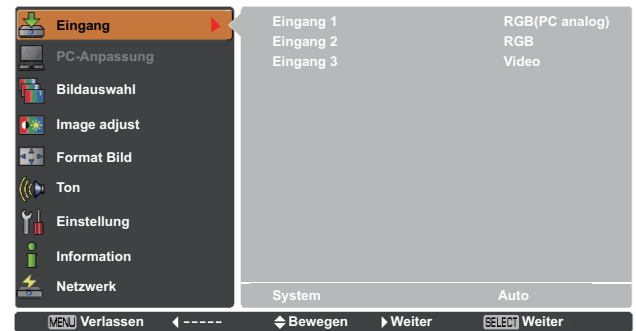 Eingang
PC-Anpassung
Bildauswahl
Image adjust
Format Bild
Ton
Einstellung
Information
Netzwerk
Eingang 1 RGB(PC analog)
Eingang 2 RGB
Eingang 3 Video
System Auto
MENU Verlassen ----- Bewegen Weiter SELECT Weiter